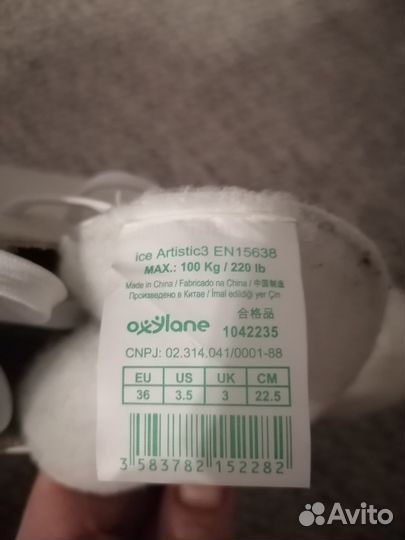 ice Artistic3 EN15638
MAX.: 100 Kg / 220 lb
Made in China / Fabricado na China / 中国制造
Произведено в Китае / İmal edildiği yer Çin
合格品
oxylane 1042235
CNPJ: 02.314.041/0001-88
EU US UK CM
36 3.5 3 22.5
3 583782 152282
Avito